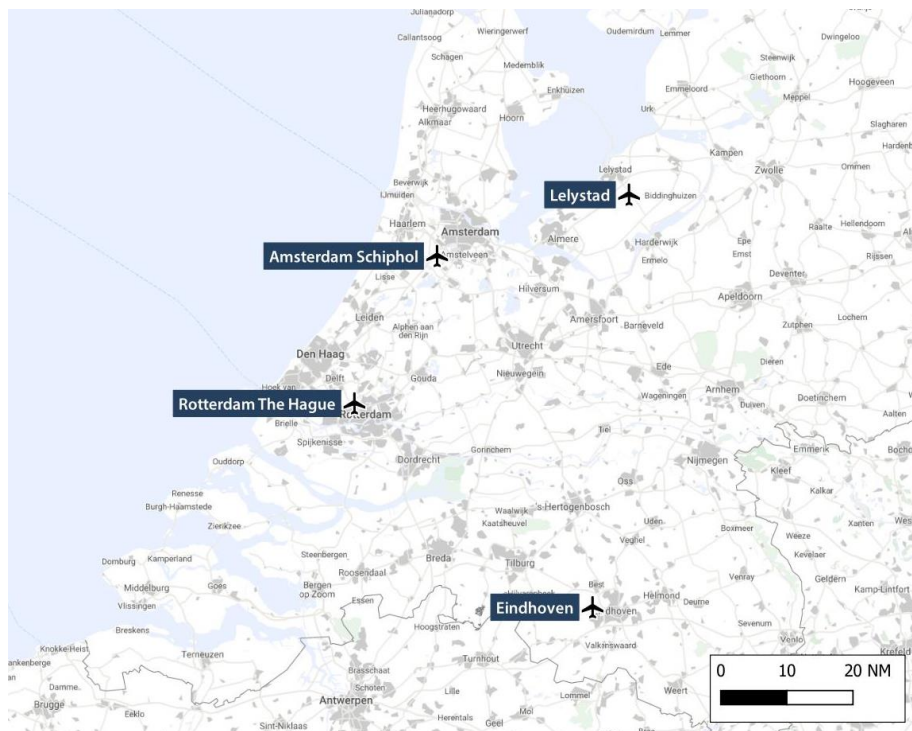 Julianadorp
Callantsoog
Wieringerwerf
Oudemirdum
Lemmer
Dwingeloo
Schagen
Medemblik
Steenwijk
Giethoorn
Hoogeveen
Enkhuizen
Emmeloord
Meppel
Heerhugowaard
Alkmaar
Hoorn
Urk
Slagharen
Kampen
Hardenb
Lelystad
Zwolle
Ommen
Beverwijk
IJmuiden
Lelystad
Biddinghuizen
Haarlem
Amsterdam
Almere
Harderwijk
Raalte
Hellendoorn
Epe
Emst
Amsterdam Schiphol
Amstelveen
Ermelo
Rijssen
Lisse
Hilversum
Deventer
Apeldoorn
Leiden
Alphen aan
den Rijn
Amersfoort
Barneveld
Lochem
Zutphen
Den Haag
Utrecht
Delft
Gouda
Nieuwegein
Ede
Dieren
Hoek van
Arnhem
Wageningen
Duiven
Doetinchem
Rotterdam The Hague
Rotterdam
Aalten
Brielle
Tiel
Spijkenisse
Gorinchem
Emmerik
Boch
Dordrecht
Nijmegen
Kleef
Ouddorp
Oss
Kalkar
Renesse
Burgh-Haamstede
Waalwijk
's-Hertogenbosch
Kaatsheuvel
Uden
Boxmeer
Xanten
Zierikzee
Veghel
Weeze
Kevelaer
Domburg
Kamperland
Steenbergen
Breda
Tilburg
Roosendaal
Venray
Geldern
Middelburg
Goes
Bergen
op Zoom
Best
Helmond
Deurne
Kamp-Lintfort
Vlissingen
Essen
Eindhoven
dhoven
Breskens
Hoogstraten
Sevenum
Valkenswaard
Venlo
Knokke-Heist
Terneuzen
Turnhout
Krefel
Brasschaat
Schoten
Damme
Lille
Lommel
Weert
Brugge
Antwerpen
Eeklo
Herentals
Geel
Sint-Niklaas
Mol
0 10 20 NM